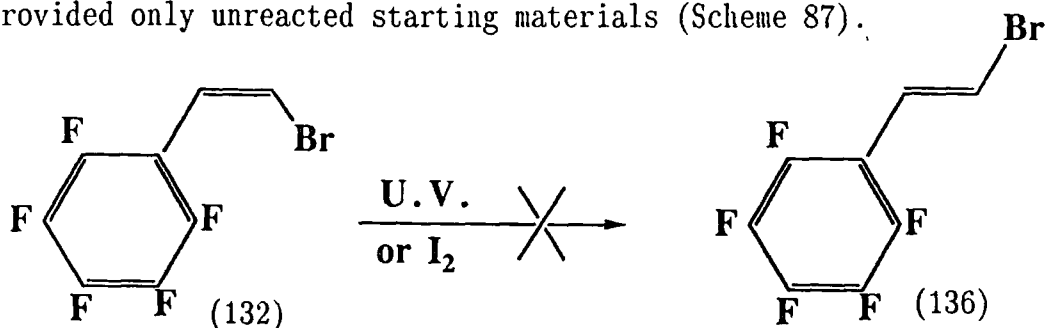 rovided only unreacted starting materials (Scheme 87).
Br
F
Br
F
F
F
F
(132)
U.V.
or I₂
F
F
F
F
F
(136)